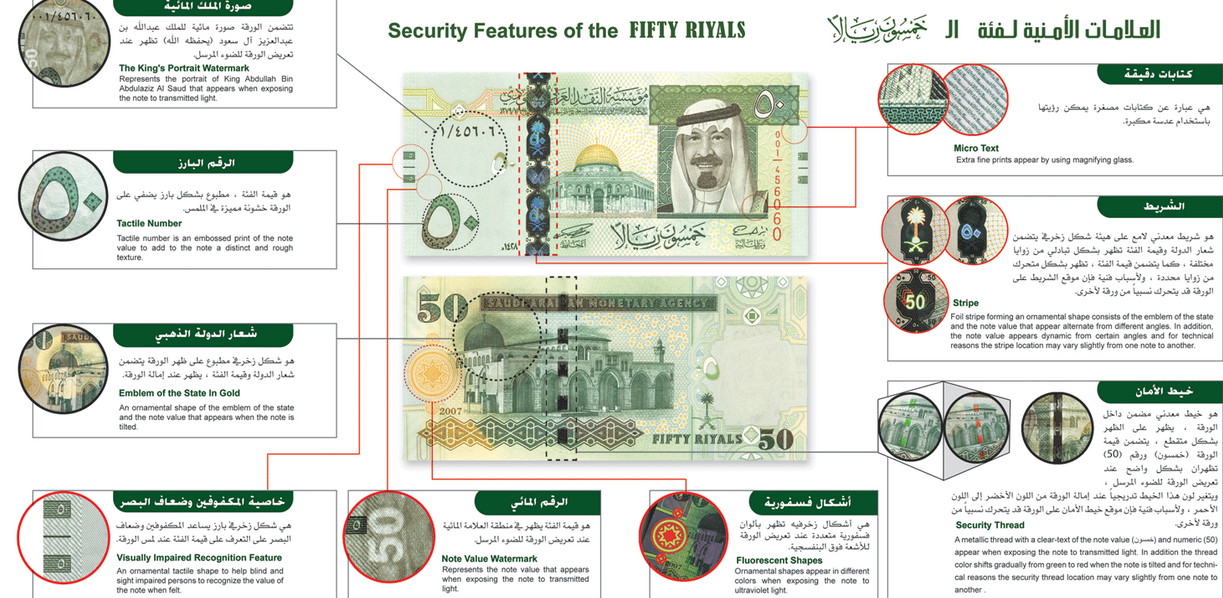 Security Features of the FIFTY RIYALS
العلامات الأمنية لـفئة الـ خمسون ريالا
صورة الملك المائية
تتضمن الورقة صورة مائية للملك عبدالله بن
عبدالعزيز آل سعود (يحفظه الله) تظهر عند
تعريض الورقة للضوء المرسل.
The King's Portrait Watermark
Represents the portrait of King Abdullah Bin
Abdulaziz Al Saud that appears when exposing
the note to transmitted light.
الرقم البارز
هو قيمة الفئة ، مطبوع بشكل بارز يضفي على
الورقة خشونة مميزة في الملمس.
Tactile Number
Tactile number is an embossed print of the note
value to add to the note a distinct and rough
texture.
٥٠
شعار الدولة الذهبي
هو شكل زخرفي مطبوع على ظهر الورقة يتضمن
شعار الدولة وقيمة الفئة ، يظهر عند إمالة الورقة.
Emblem of the State In Gold
An ornamental shape of the emblem of the state
and the note value that appears when the note is
tilted.
مؤسسة النقد العربي السعودي
٥٠
١/٤٥٦٠٦
٠٠١/٤٥٦٠٦٠
٥٠
١٤٢٨هـ
خمسون ريالا
50
SAUDI ARABIAN MONETARY AGENCY
2007
FIFTY RIYALS
50
كتابات دقيقة
هي عبارة عن كتابات مصغرة يمكن رؤيتها
باستخدام عدسة مكبرة.
Micro Text
Extra fine prints appear by using magnifying glass.
الشريط
هو شريط معدني لامع على هيئة شكل زخرفي يتضمن
شعار الدولة وقيمة الفئة تظهر بشكل تبادلي من زوايا
مختلفة ، كما يتضمن قيمة الفئة ، تظهر بشكل متحرك
من زوايا محددة ، ولأسباب فنية فإن موقع الشريط على
الورقة قد يتحرك نسبياً من ورقة لأخرى.
Stripe
Foil stripe forming an ornamental shape consists of the emblem of the state
and the note value that appear alternate from different angles. In addition,
the note value appears dynamic from certain angles and for technical
reasons the stripe location may vary slightly from one note to another.
٥٠
50
خيط الأمان
هو خيط معدني مضمن داخل
الورقة ، يظهر على الظهر
بشكل متقطع ، يتضمن قيمة
الورقة (خمسون) ورقم (50)
تظهران بشكل واضح عند
تعريض الورقة للضوء المرسل ،
ويتغير لون هذا الخيط تدريجياً عند إمالة الورقة من اللون الأخضر إلى اللون
الأحمر ، ولأسباب فنية فإن موقع خيط الأمان على الورقة قد يتحرك نسبياً من
ورقة لأخرى.
Security Thread
A metallic thread with a clear-text of the note value (خمسون) and numeric (50)
appear when exposing the note to transmitted light. In addition the thread
color shifts gradually from green to red when the note is tilted and for techni-
cal reasons the security thread location may vary slightly from one note to
another .
خاصية المكفوفين وضعاف البصر
هي شكل زخرفي بارز يساعد المكفوفين وضعاف
البصر على التعرف على قيمة الفئة عند لمس الورقة.
Visually Impaired Recognition Feature
An ornamental tactile shape to help blind and
sight impaired persons to recognize the value of
the note when felt.
الرقم المائي
هو قيمة الفئة يظهر في منطقة العلامة المائية
عند تعريض الورقة للضوء المرسل.
Note Value Watermark
Represents the note value that appears
when exposing the note to transmitted
light.
50
أشكال فسفورية
هي أشكال زخرفيه تظهر بألوان
فسفورية متعددة عند تعريض الورقة
للأشعة فوق البنفسجية.
Fluorescent Shapes
Ornamental shapes appear in different
colors when exposing the note to
ultraviolet light.